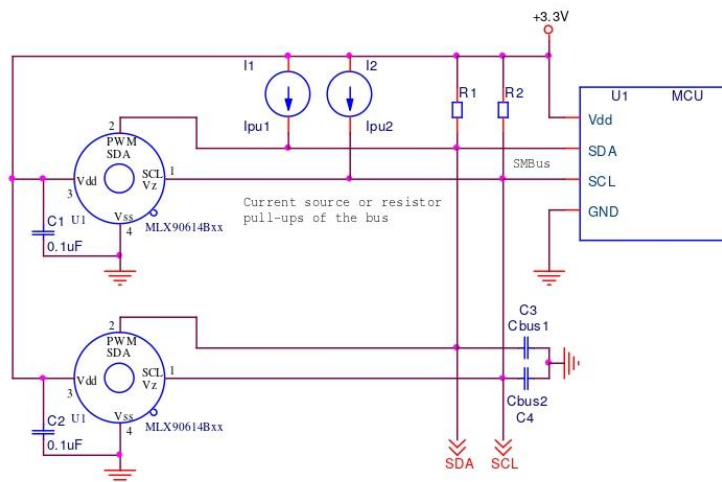 +3.3V
I1
I2
R1
R2
U1
MCU
Ipu1
Ipu2
Vdd
SDA
SCL
GND
SMBus
2
PWM
SDA
SCL
Vz
1
Vdd
3
Vss
4
U1
MLX90614Bxx
C1
0.1uF
Current source or resistor
pull-ups of the bus
2
PWM
SDA
SCL
Vz
1
Vdd
3
Vss
4
U1
MLX90614Bxx
C2
0.1uF
C3
Cbus1
Cbus2
C4
SDA
SCL